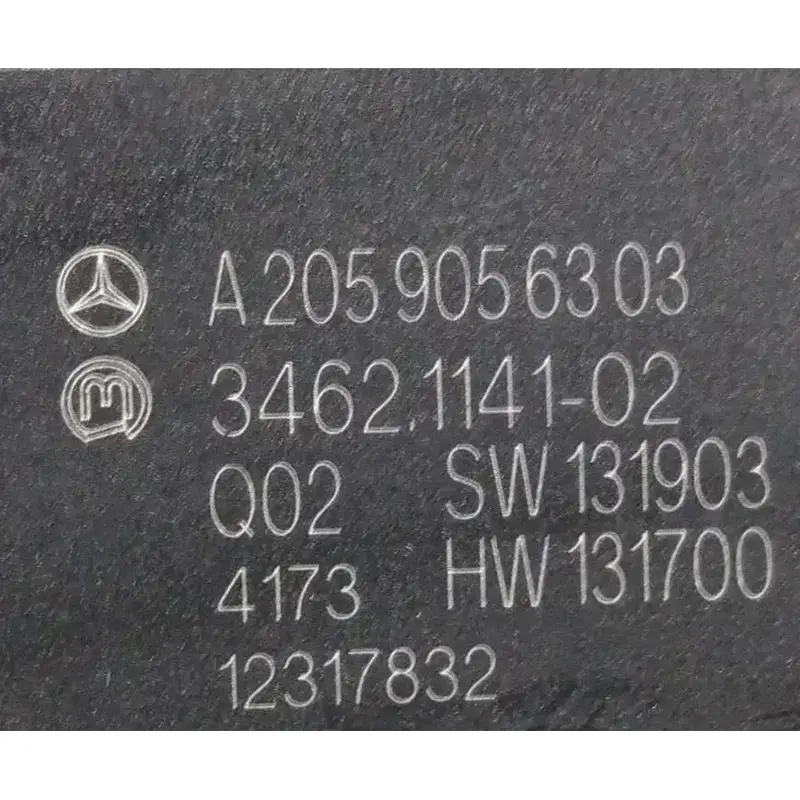 A 205 905 63 03
3462.1141-02
Q02 SW 131903
4173 HW 131700
12317832